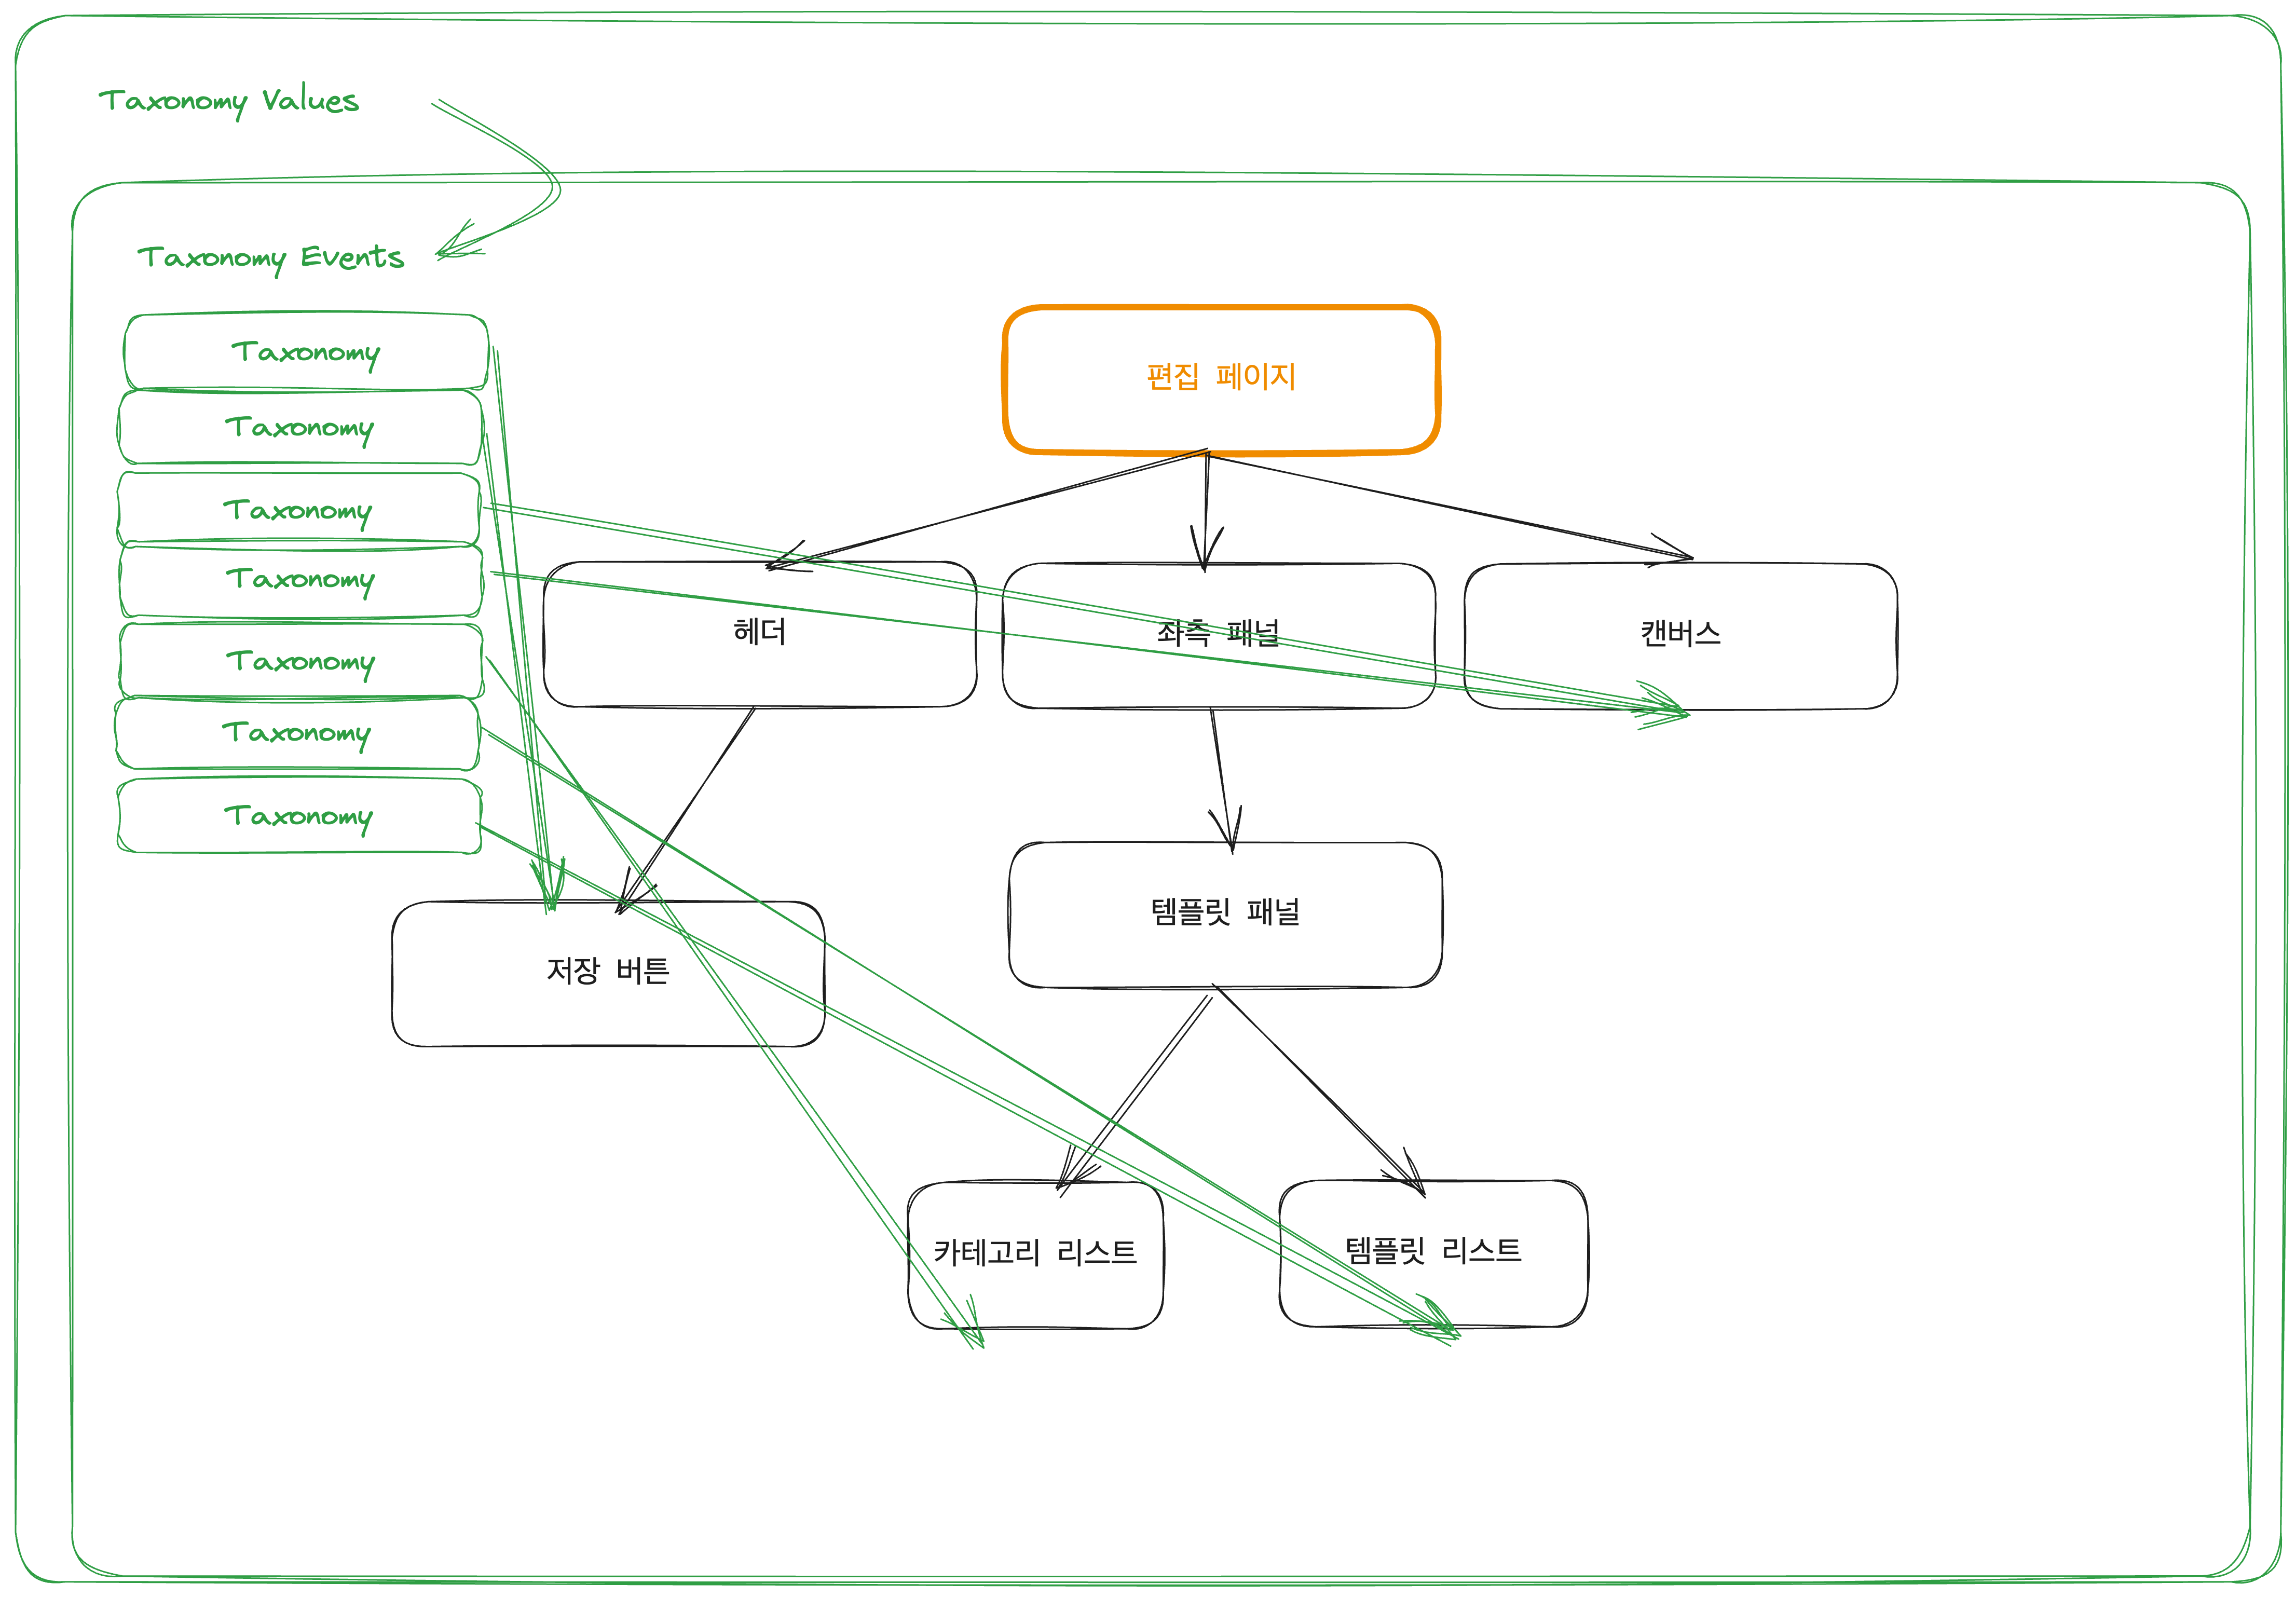 Taxonomy Values
Taxonomy Events
Taxonomy
Taxonomy
Taxonomy
Taxonomy
Taxonomy
Taxonomy
Taxonomy
편집 페이지
헤더
좌측 패널
캔버스
저장 버튼
템플릿 패널
카테고리 리스트
템플릿 리스트